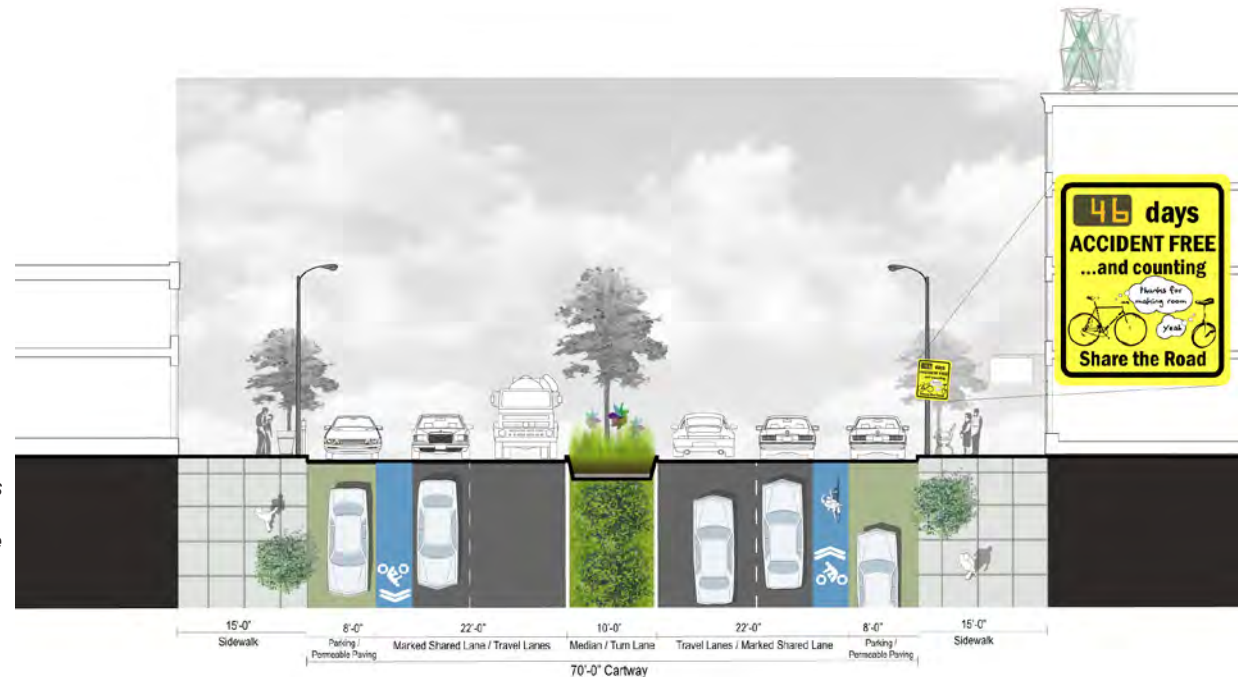 46 days
ACCIDENT FREE
...and counting
thanks for
making room
yeah
Share the Road
s
e
15'-0"
8'-0"
22'-0"
10'-0"
22'-0"
8'-0"
15'-0"
Sidewalk
Parking /
Permeable Paving
Marked Shared Lane / Travel Lanes
Median / Turn Lane
Travel Lanes / Marked Shared Lane
Parking /
Permeable Paving
Sidewalk
70'-0" Cartway